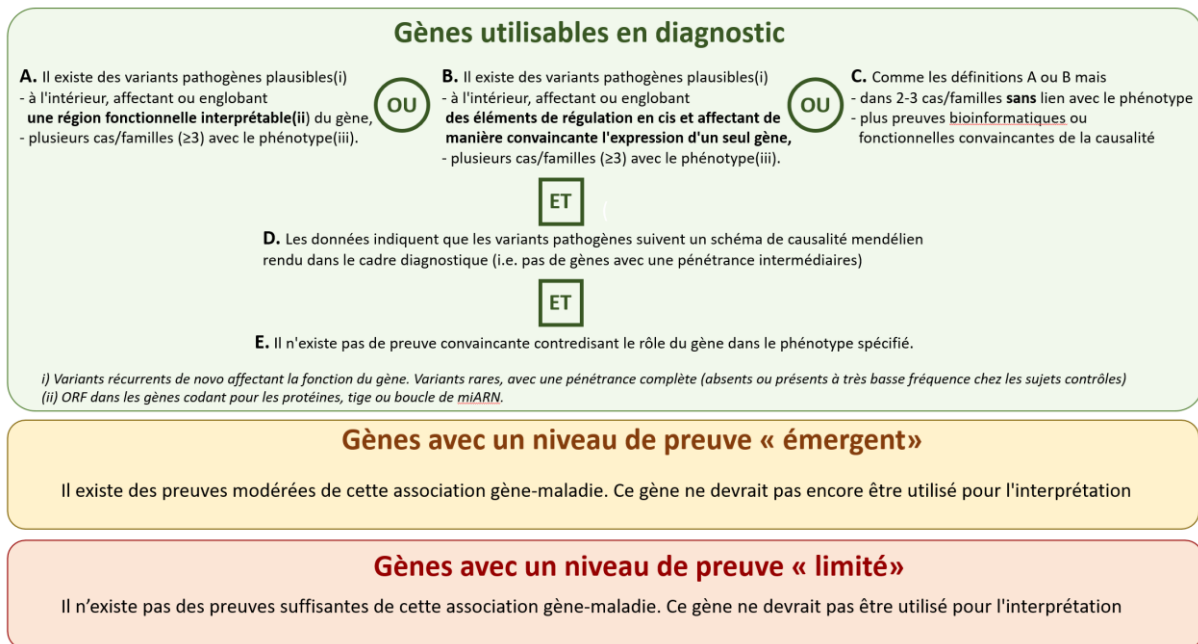 Gènes utilisables en diagnostic
A. Il existe des variants pathogènes plausibles(i)
- à l'intérieur, affectant ou englobant
une région fonctionnelle interprétable(ii) du gène,
- plusieurs cas/familles (≥3) avec le phénotype(iii).
OU
B. Il existe des variants pathogènes plausibles(i)
- à l'intérieur, affectant ou englobant
des éléments de régulation en cis et affectant de
manière convaincante l'expression d'un seul gène,
- plusieurs cas/familles (≥3) avec le phénotype(iii).
OU
C. Comme les définitions A ou B mais
- dans 2-3 cas/familles sans lien avec le phénotype
- plus preuves bioinformatiques ou
fonctionnelles convaincantes de la causalité
ET
D. Les données indiquent que les variants pathogènes suivent un schéma de causalité mendélien
rendu dans le cadre diagnostique (i.e. pas de gènes avec une pénétrance intermédiaires)
ET
E. Il n'existe pas de preuve convaincante contredisant le rôle du gène dans le phénotype spécifié.
i) Variants récurrents de novo affectant la fonction du gène. Variants rares, avec une pénétrance complète (absents ou présents à très basse fréquence chez les sujets contrôles)
(ii) ORF dans les gènes codant pour les protéines, tige ou boucle de miARN.
Gènes avec un niveau de preuve « émergent»
Il existe des preuves modérées de cette association gène-maladie. Ce gène ne devrait pas encore être utilisé pour l'interprétation
Gènes avec un niveau de preuve « limité»
Il n’existe pas des preuves suffisantes de cette association gène-maladie. Ce gène ne devrait pas être utilisé pour l'interprétation